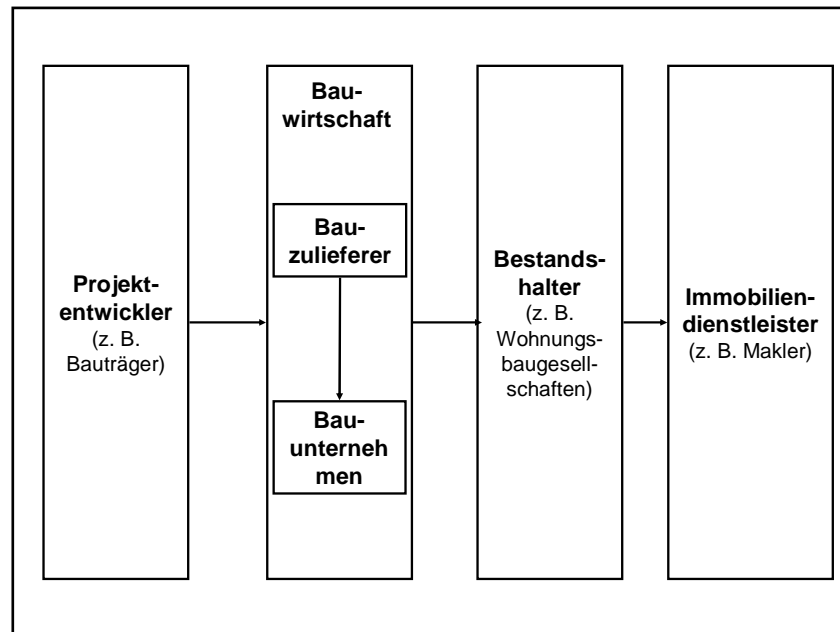 Projekt-
entwickler
(z. B.
Bauträger)
Bau-
wirtschaft
Bau-
zulieferer
Bau-
unterneh
men
Bestands-
halter
(z. B.
Wohnungs-
baugesell-
schaften)
Immobilien-
dienstleister
(z. B. Makler)